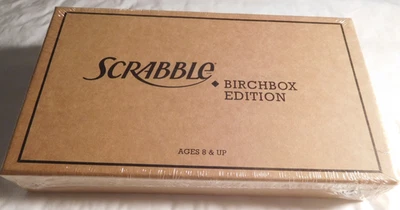 SCRABBLE
BIRCHBOX
EDITION
AGES 8 & UP